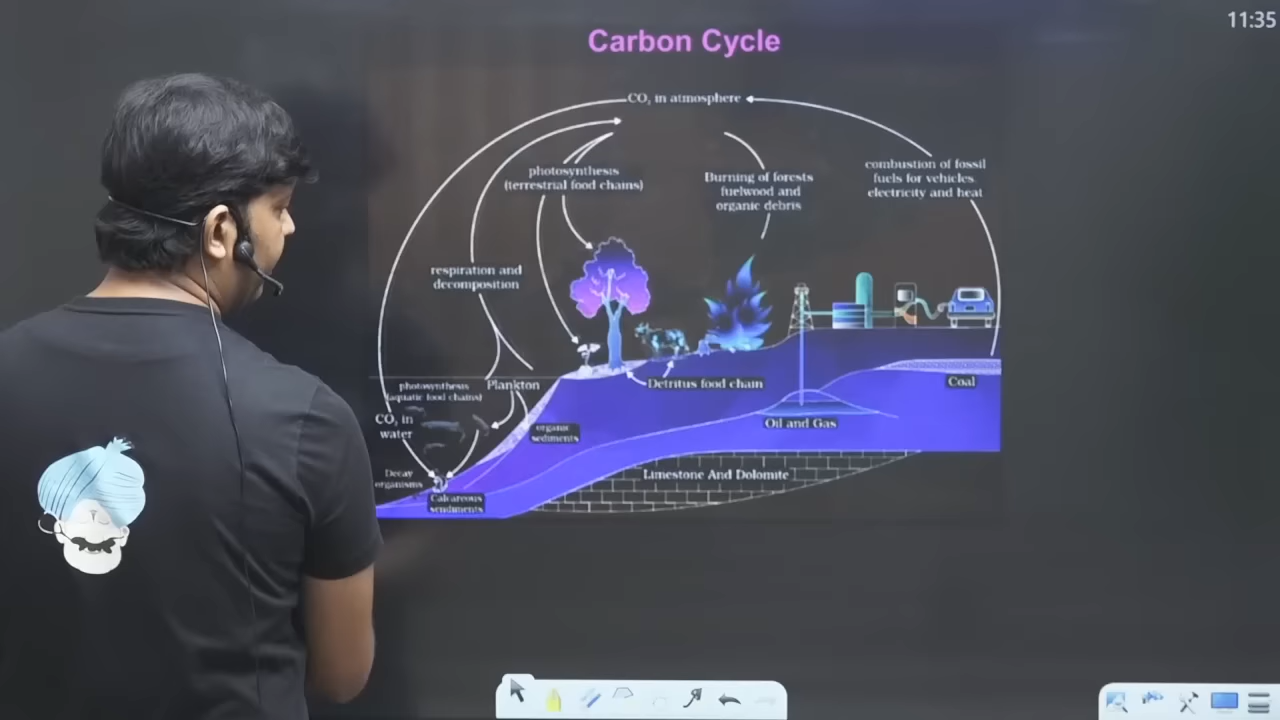 11:35
Carbon Cycle
CO₂ in atmosphere
photosynthesis
(terrestrial food chains)
Burning of forests
fuelwood and
organic debris
combustion of fossil
fuels for vehicles
electricity and heat
respiration and
decomposition
photosynthesis
(aquatic food chains)
Plankton
Detritus food chain
Coal
CO₂ in
water
organic
sediments
Oil and Gas
Decay
organisms
Limestone And Dolomite
Calcareous
sendiments